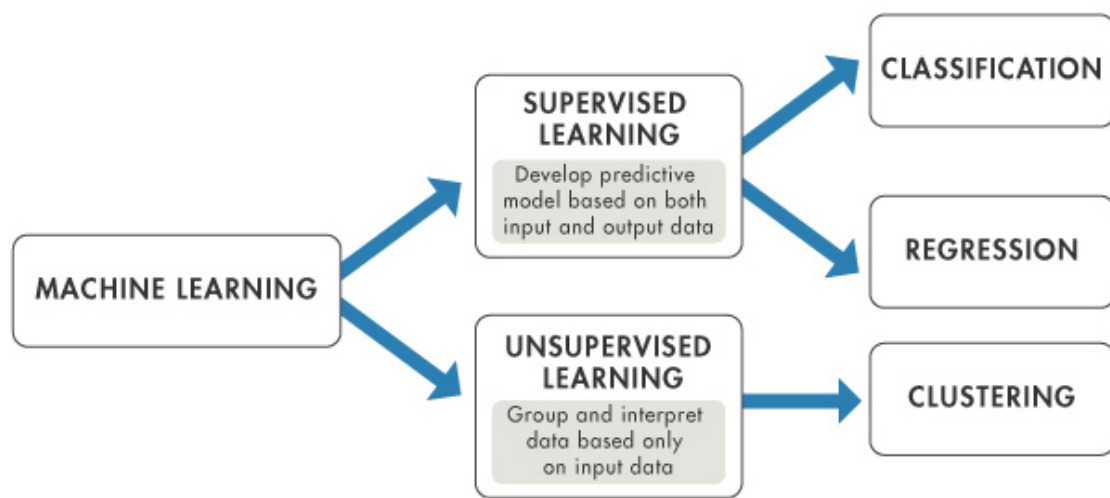 MACHINE LEARNING
SUPERVISED
LEARNING
Develop predictive
model based on both
input and output data
UNSUPERVISED
LEARNING
Group and interpret
data based only
on input data
CLASSIFICATION
REGRESSION
CLUSTERING